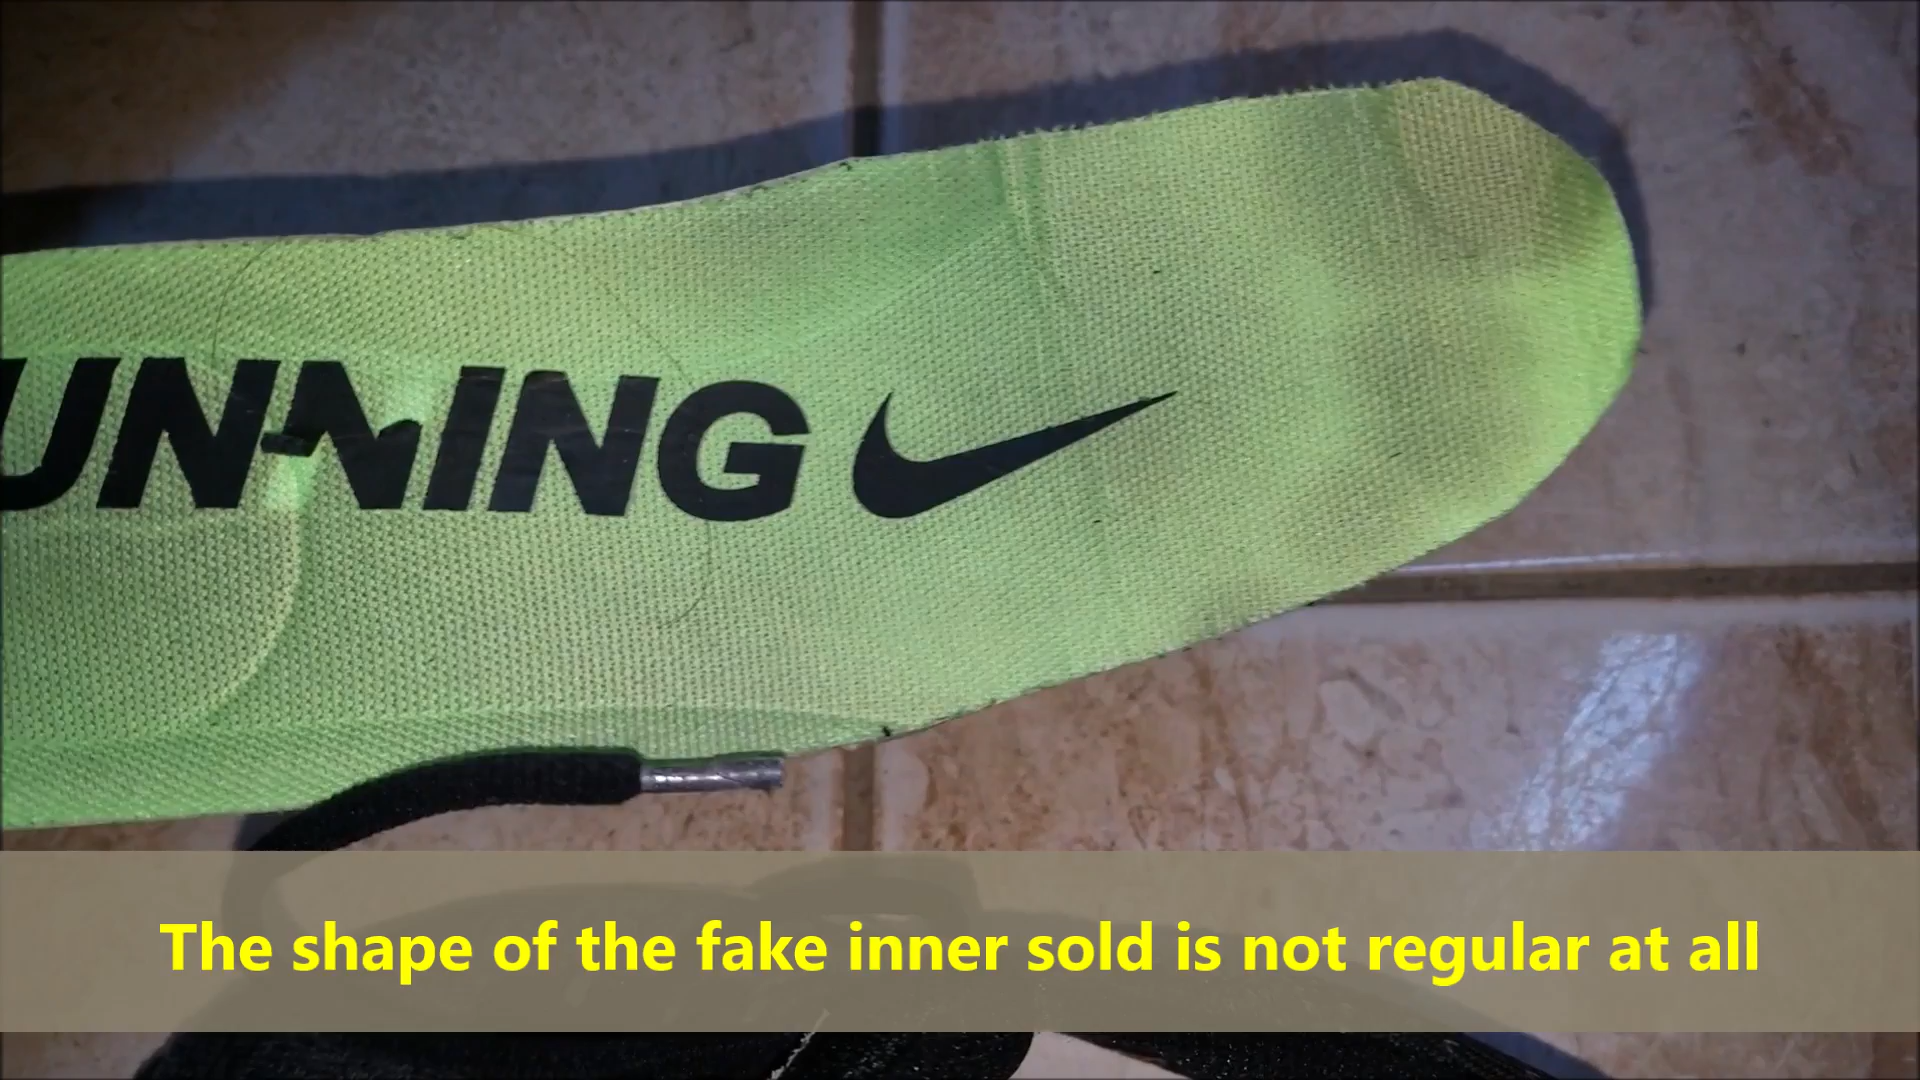 UNNING
The shape of the fake inner sold is not regular at all